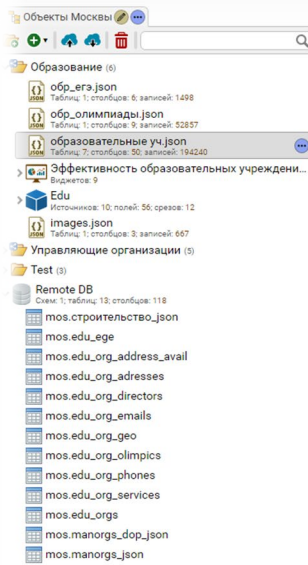 Объекты Москвы
Образование (6)
обр_егэ.json
Таблиц: 1; столбцов: 6; записей: 1498
обр_олимпиады.json
Таблиц: 1; столбцов: 9; записей: 52857
образовательные уч.json
Таблиц: 7; столбцов: 50; записей: 194240
Эффективность образовательных учреждени...
Виджетов: 9
Edu
Источников: 10; полей: 56; срезов: 12
images.json
Таблиц: 1; столбцов: 3; записей: 667
Управляющие организации (5)
Test (3)
Remote DB
Схем: 1; таблиц: 13; столбцов: 118
mos.строительство_json
mos.edu_ege
mos.edu_org_address_avail
mos.edu_org_adresses
mos.edu_org_directors
mos.edu_org_emails
mos.edu_org_geo
mos.edu_org_olimpics
mos.edu_org_phones
mos.edu_org_services
mos.edu_orgs
mos.manorgs_dop_json
mos.manorgs_json